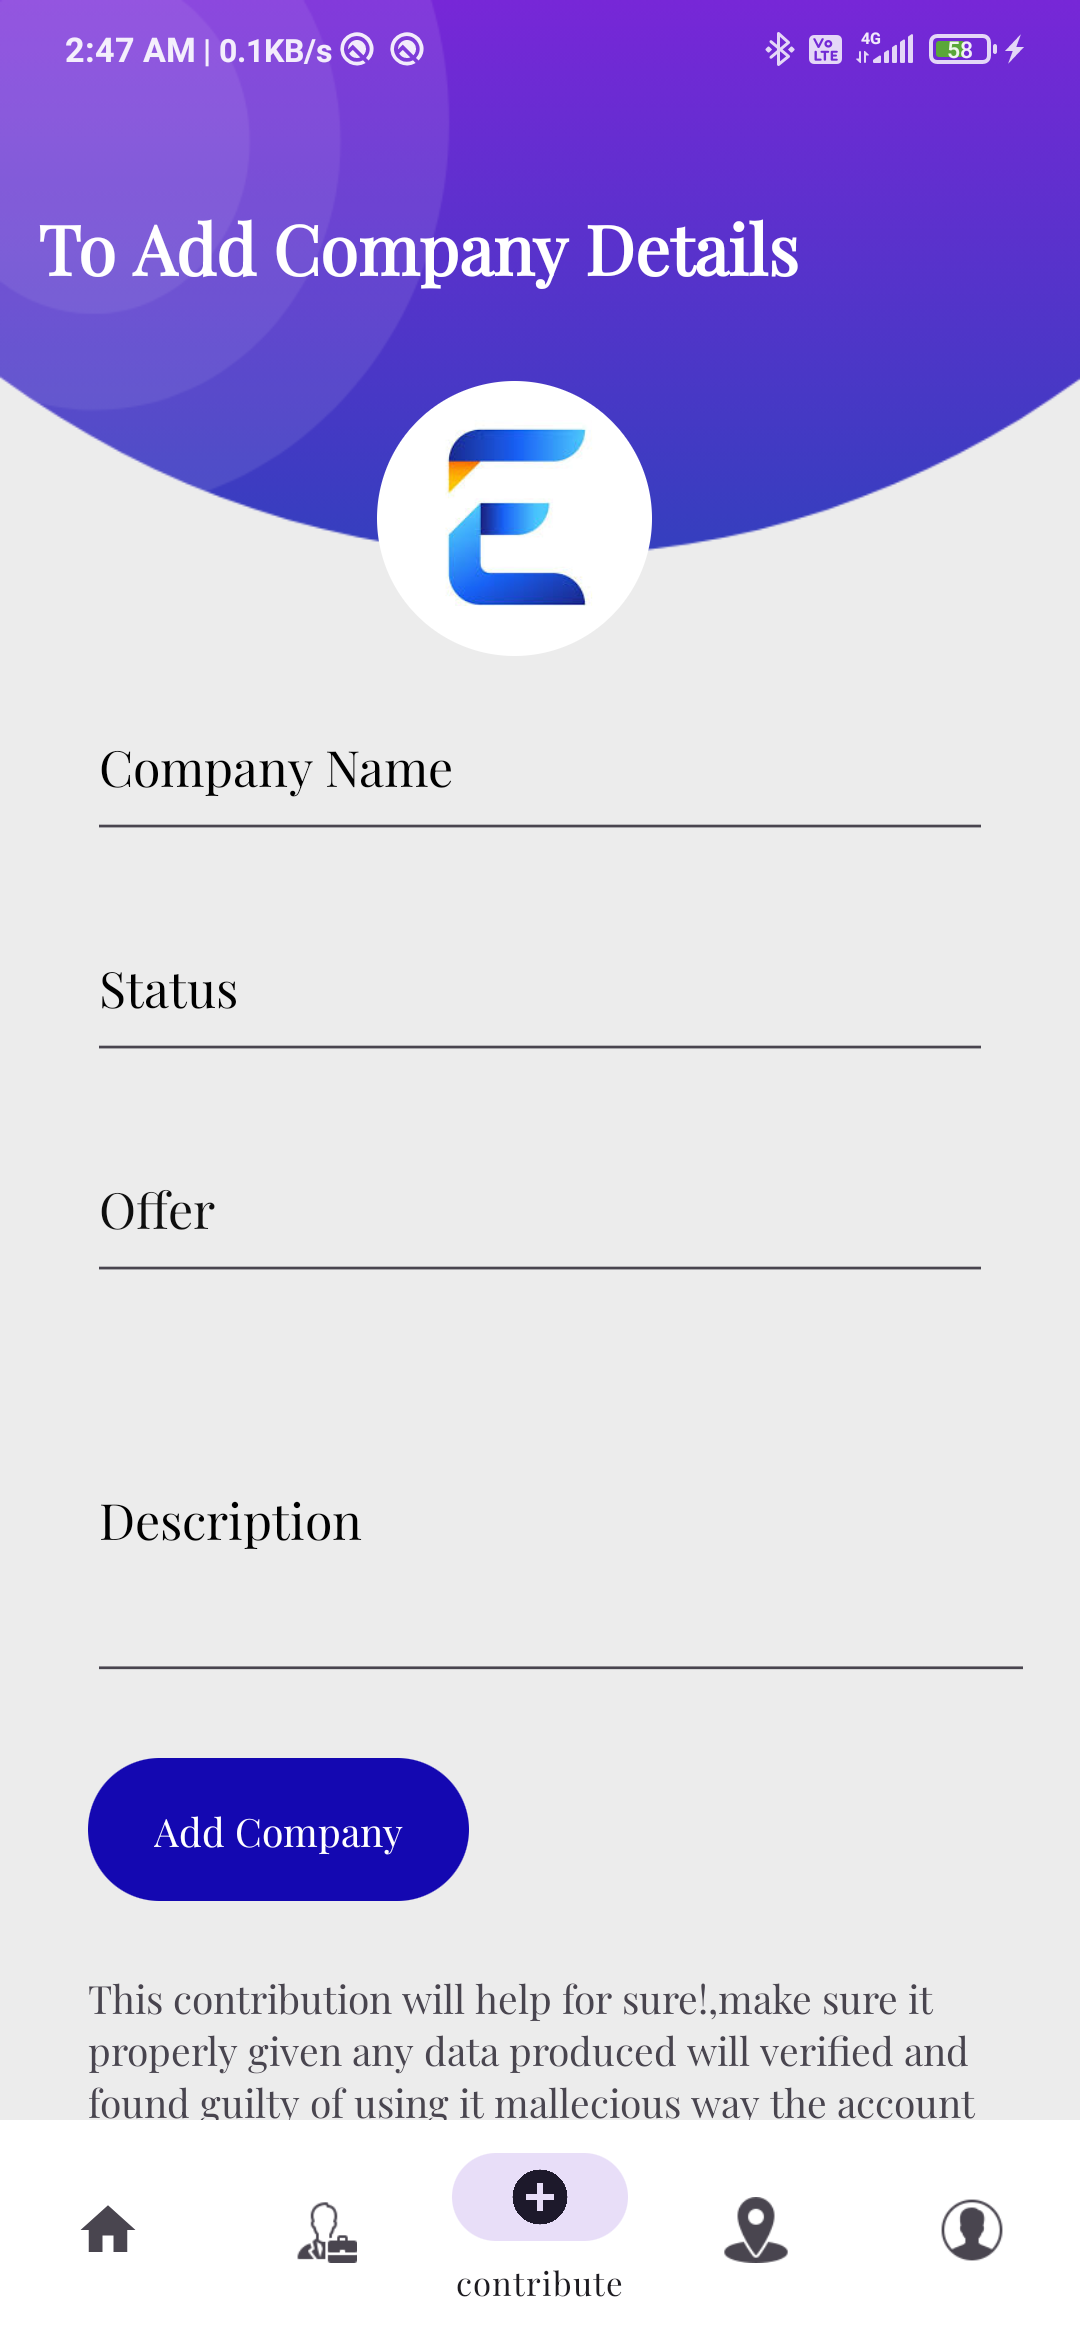 2:47 AM | 0.1KB/s Vo LTE 4G 58
To Add Company Details
E
Company Name
Status
Offer
Description
Add Company
This contribution will help for sure!,make sure it
properly given any data produced will verified and
found guilty of using it mallecious way the account
contribute